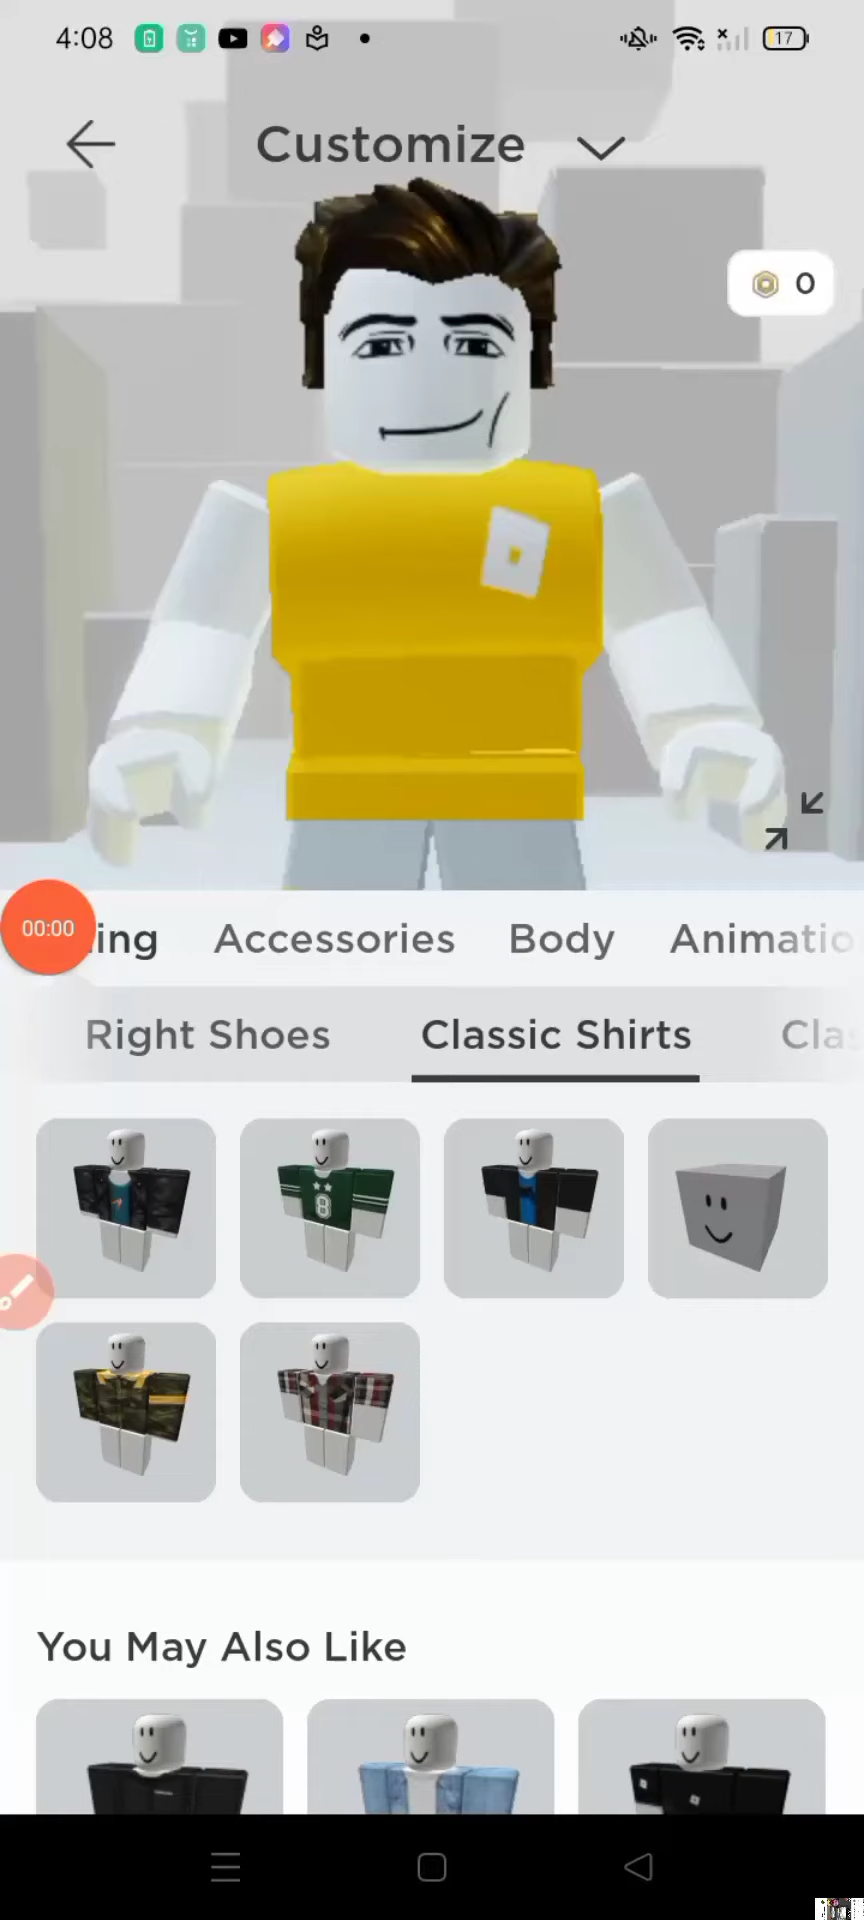 4:08
17
Customize
0
00:00
ing
Accessories
Body
Animatio
Right Shoes
Classic Shirts
Cla
8
You May Also Like